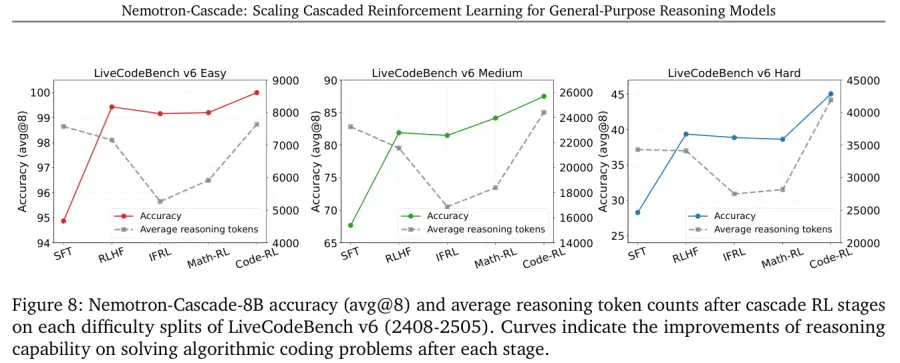 Nemotron-Cascade: Scaling Cascaded Reinforcement Learning for General-Purpose Reasoning Models
LiveCodeBench v6 Easy
Accuracy (avg@8)
100
99
98
97
96
95
94
9000
8000
7000
6000
5000
4000
Accuracy
Average reasoning tokens
SFT
RLHF
IFRL
Math-RL
Code-RL
LiveCodeBench v6 Medium
Accuracy (avg@8)
90
85
80
75
70
65
26000
24000
22000
20000
18000
16000
14000
Accuracy
Average reasoning tokens
SFT
RLHF
IFRL
Math-RL
Code-RL
LiveCodeBench v6 Hard
Accuracy (avg@8)
45
40
35
30
25
45000
40000
35000
30000
25000
20000
Accuracy
Average reasoning tokens
SFT
RLHF
IFRL
Math-RL
Code-RL
Figure 8: Nemotron-Cascade-8B accuracy (avg@8) and average reasoning token counts after cascade RL stages
on each difficulty splits of LiveCodeBench v6 (2408-2505). Curves indicate the improvements of reasoning
capability on solving algorithmic coding problems after each stage.